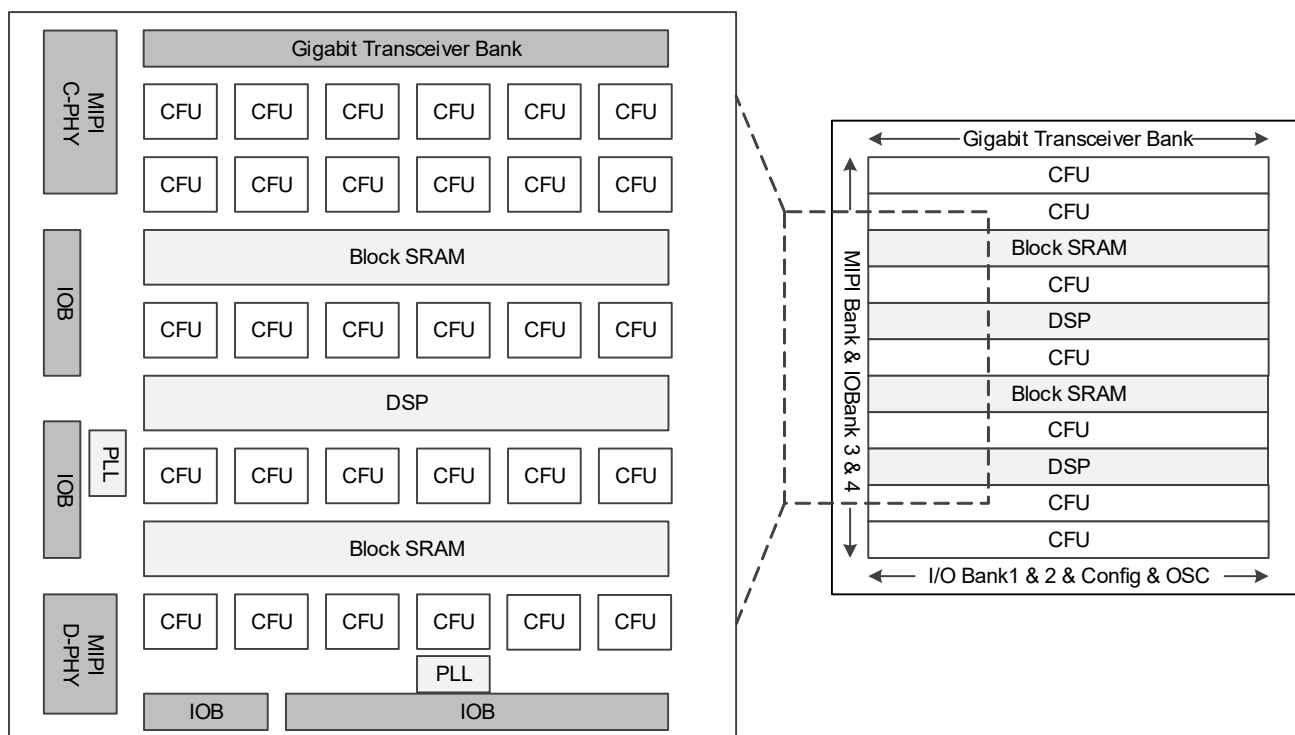 Gigabit Transceiver Bank
MIPI
C-PHY
CFU CFU CFU CFU CFU CFU
CFU CFU CFU CFU CFU CFU
Block SRAM
IOB
CFU CFU CFU CFU CFU CFU
DSP
IOB
PLL
CFU CFU CFU CFU CFU CFU
Block SRAM
MIPI
D-PHY
CFU CFU CFU CFU CFU CFU
PLL
IOB IOB
Gigabit Transceiver Bank
MIPI Bank & IOBank 3 & 4
CFU
CFU
Block SRAM
CFU
DSP
CFU
Block SRAM
CFU
DSP
CFU
CFU
I/O Bank1 & 2 & Config & OSC